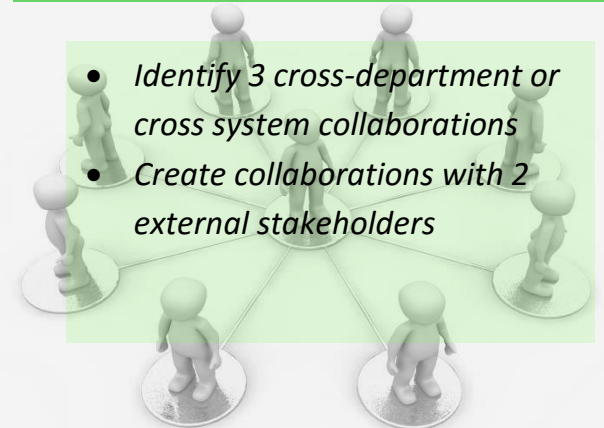 • Identify 3 cross-department or
cross system collaborations
• Create collaborations with 2
external stakeholders